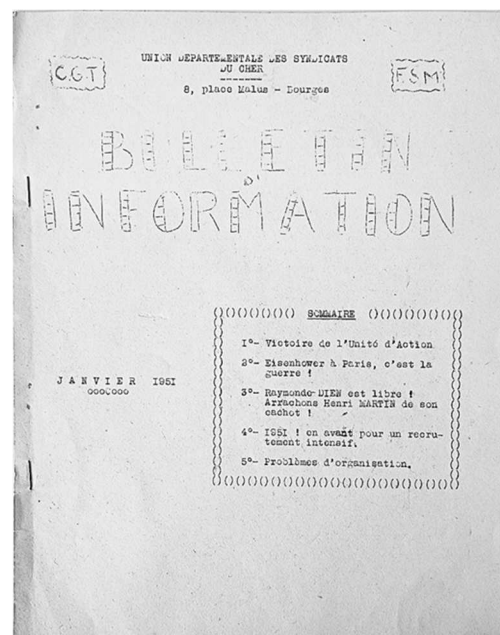 C.G.T
UNION DEPARTEMENTALE DES SYNDICATS
DU CHER
8, place Malus - Bourges
F.S.M
BULLETIN
D'
INFORMATION
SOMMAIRE
1°- Victoire de l'Unité d'Action
2°- Eisenhower à Paris, c'est la
guerre !
3°- Raymonde DIEN est libre !
Arrachons Henri MARTIN de son
cachot !
4°- 1951 ! en avant pour un recru-
tement intensif.
5°- Problèmes d'organisation.
JANVIER 1951